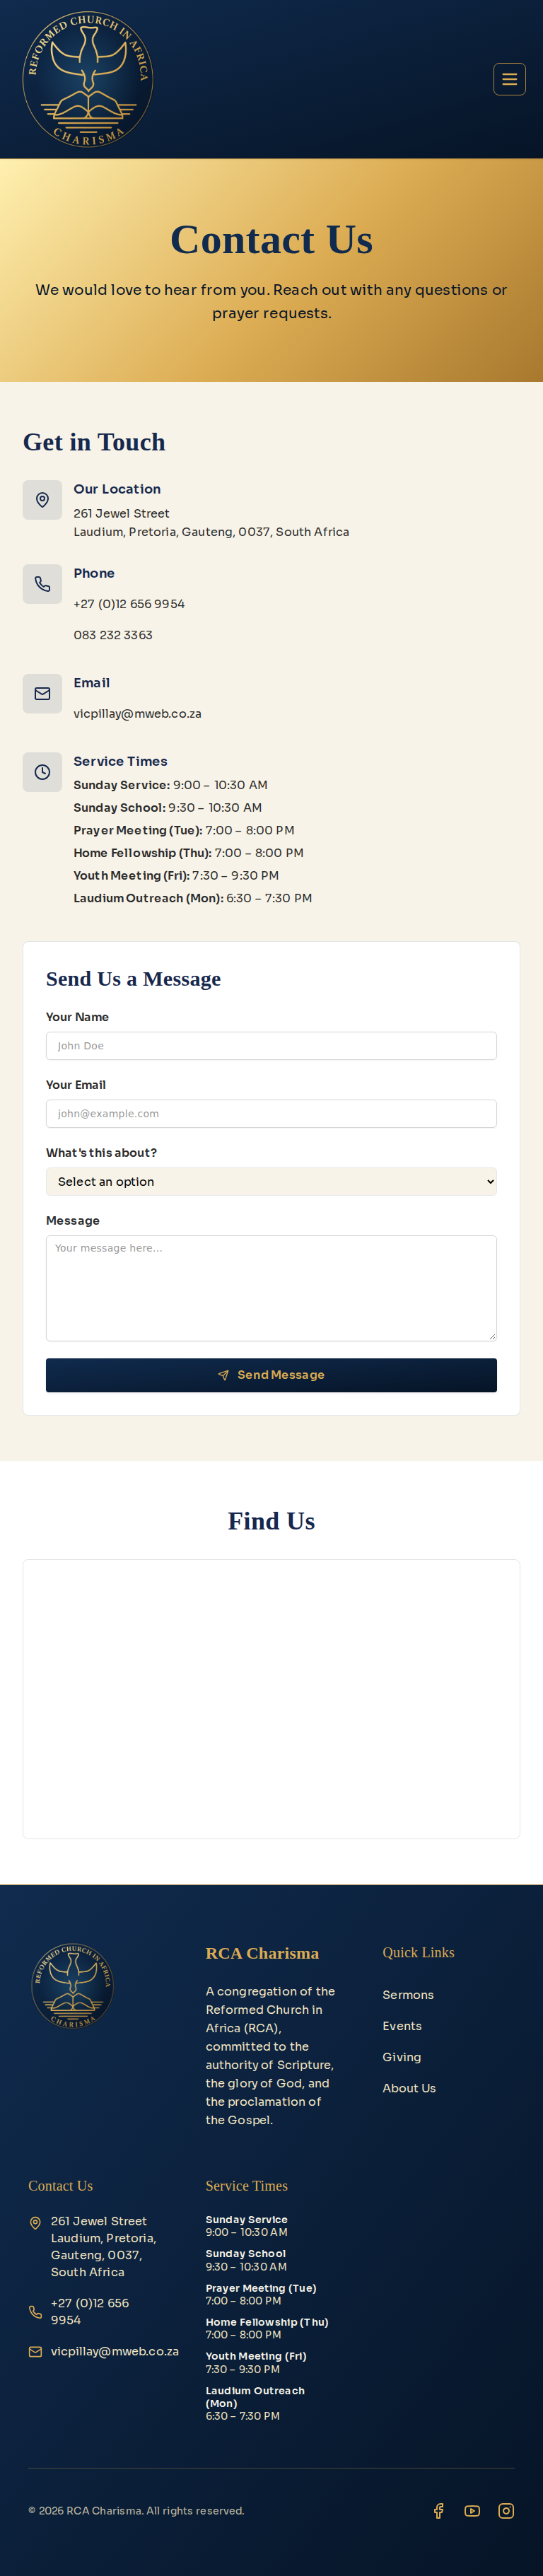 REFORMED CHURCH IN AFRICA
CHARISMA
Contact Us
We would love to hear from you. Reach out with any questions or
prayer requests.
Get in Touch
Our Location
261 Jewel Street
Laudium, Pretoria, Gauteng, 0037, South Africa
Phone
+27 (0)12 656 9954
083 232 3363
Email
vicpillay@mweb.co.za
Service Times
Sunday Service: 9:00 – 10:30 AM
Sunday School: 9:30 – 10:30 AM
Prayer Meeting (Tue): 7:00 – 8:00 PM
Home Fellowship (Thu): 7:00 – 8:00 PM
Youth Meeting (Fri): 7:30 – 9:30 PM
Laudium Outreach (Mon): 6:30 – 7:30 PM
Send Us a Message
Your Name
John Doe
Your Email
john@example.com
What's this about?
Select an option
Message
Your message here...
Send Message
Find Us
REFORMED CHURCH IN AFRICA
CHARISMA
RCA Charisma
A congregation of the
Reformed Church in
Africa (RCA),
committed to the
authority of Scripture,
the glory of God, and
the proclamation of
the Gospel.
Quick Links
Sermons
Events
Giving
About Us
Contact Us
261 Jewel Street
Laudium, Pretoria,
Gauteng, 0037,
South Africa
+27 (0)12 656
9954
vicpillay@mweb.co.za
Service Times
Sunday Service
9:00 – 10:30 AM
Sunday School
9:30 – 10:30 AM
Prayer Meeting (Tue)
7:00 – 8:00 PM
Home Fellowship (Thu)
7:00 – 8:00 PM
Youth Meeting (Fri)
7:30 – 9:30 PM
Laudium Outreach
(Mon)
6:30 – 7:30 PM
© 2026 RCA Charisma. All rights reserved.